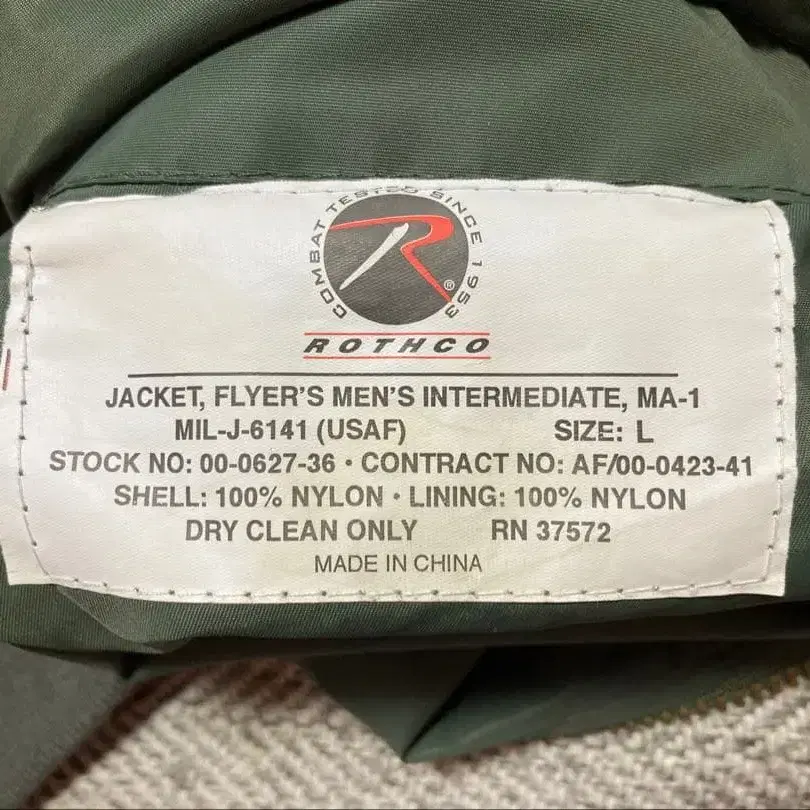 COMBAT TESTED SINCE 1953
R®
ROTHCO
JACKET, FLYER'S MEN'S INTERMEDIATE, MA-1
MIL-J-6141 (USAF) SIZE: L
STOCK NO: 00-0627-36 · CONTRACT NO: AF/00-0423-41
SHELL: 100% NYLON · LINING: 100% NYLON
DRY CLEAN ONLY RN 37572
MADE IN CHINA